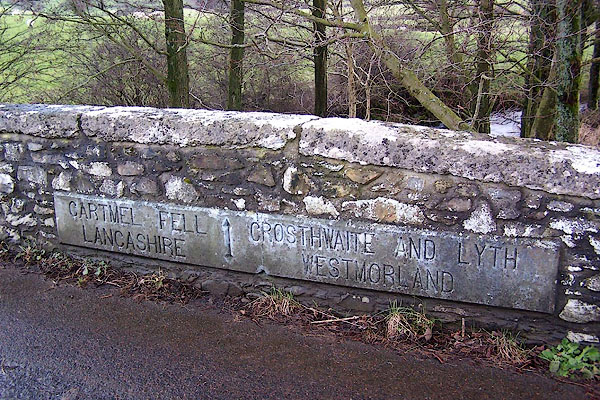 CARTMEL FELL
LANCASHIRE
CROSTHWAITE AND LYTH
WESTMORLAND